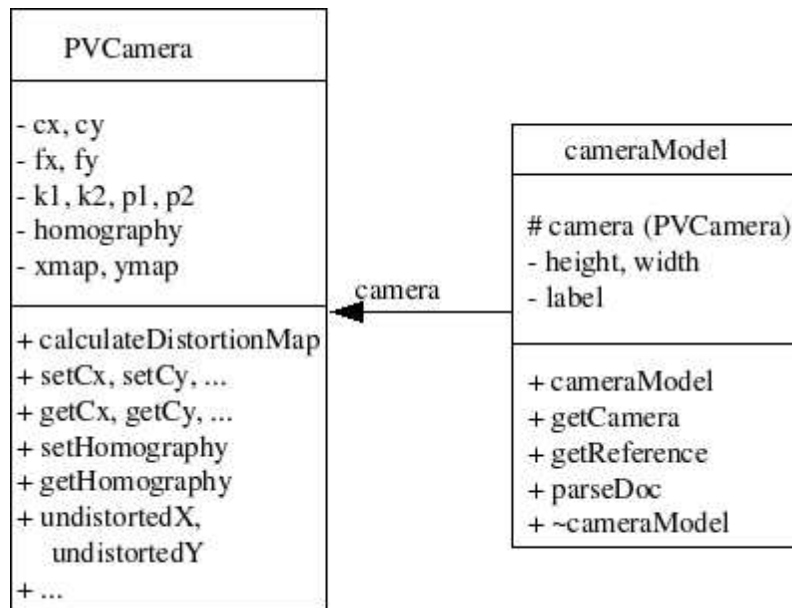 PVCamera
- cx, cy
- fx, fy
- k1, k2, p1, p2
- homography
- xmap, ymap
+ calculateDistortionMap
+ setCx, setCy, ...
+ getCx, getCy, ...
+ setHomography
+ getHomography
+ undistortedX,
undistortedY
+ ...
camera
cameraModel
# camera (PVCamera)
- height, width
- label
+ cameraModel
+ getCamera
+ getReference
+ parseDoc
+ ~cameraModel